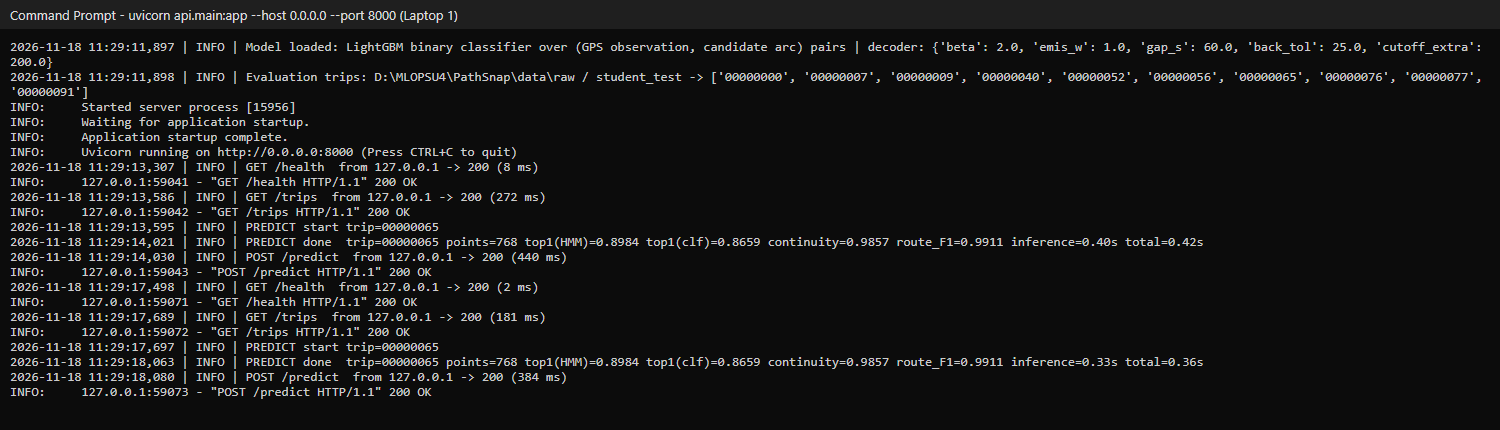 Command Prompt - uvicorn api.main:app --host 0.0.0.0 --port 8000 (Laptop 1)
2026-11-18 11:29:11,897 | INFO | Model loaded: LightGBM binary classifier over (GPS observation, candidate arc) pairs | decoder: {'beta': 2.0, 'emis_w': 1.0, 'gap_s': 60.0, 'back_tol': 25.0, 'cutoff_extra':
200.0}
2026-11-18 11:29:11,898 | INFO | Evaluation trips: D:\MLOPSU4\PathSnap\data\raw / student_test -> ['00000000', '00000007', '00000009', '00000040', '00000052', '00000056', '00000065', '00000076', '00000077',
'00000091']
INFO:     Started server process [15956]
INFO:     Waiting for application startup.
INFO:     Application startup complete.
INFO:     Uvicorn running on http://0.0.0.0:8000 (Press CTRL+C to quit)
2026-11-18 11:29:13,307 | INFO | GET /health  from 127.0.0.1 -> 200 (8 ms)
INFO:     127.0.0.1:59041 - "GET /health HTTP/1.1" 200 OK
2026-11-18 11:29:13,586 | INFO | GET /trips  from 127.0.0.1 -> 200 (272 ms)
INFO:     127.0.0.1:59042 - "GET /trips HTTP/1.1" 200 OK
2026-11-18 11:29:13,595 | INFO | PREDICT start trip=00000065
2026-11-18 11:29:14,021 | INFO | PREDICT done  trip=00000065 points=768 top1(HMM)=0.8984 top1(clf)=0.8659 continuity=0.9857 route_F1=0.9911 inference=0.40s total=0.42s
2026-11-18 11:29:14,030 | INFO | POST /predict  from 127.0.0.1 -> 200 (440 ms)
INFO:     127.0.0.1:59043 - "POST /predict HTTP/1.1" 200 OK
2026-11-18 11:29:17,498 | INFO | GET /health  from 127.0.0.1 -> 200 (2 ms)
INFO:     127.0.0.1:59071 - "GET /health HTTP/1.1" 200 OK
2026-11-18 11:29:17,689 | INFO | GET /trips  from 127.0.0.1 -> 200 (181 ms)
INFO:     127.0.0.1:59072 - "GET /trips HTTP/1.1" 200 OK
2026-11-18 11:29:17,697 | INFO | PREDICT start trip=00000065
2026-11-18 11:29:18,063 | INFO | PREDICT done  trip=00000065 points=768 top1(HMM)=0.8984 top1(clf)=0.8659 continuity=0.9857 route_F1=0.9911 inference=0.33s total=0.36s
2026-11-18 11:29:18,080 | INFO | POST /predict  from 127.0.0.1 -> 200 (384 ms)
INFO:     127.0.0.1:59073 - "POST /predict HTTP/1.1" 200 OK